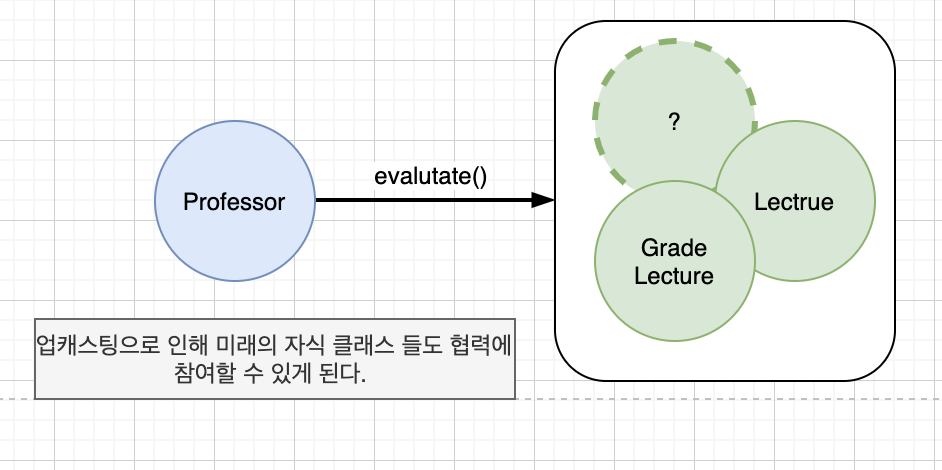 Professor
evalutate()
?
Lectrue
Grade
Lecture
업캐스팅으로 인해 미래의 자식 클래스 들도 협력에
참여할 수 있게 된다.